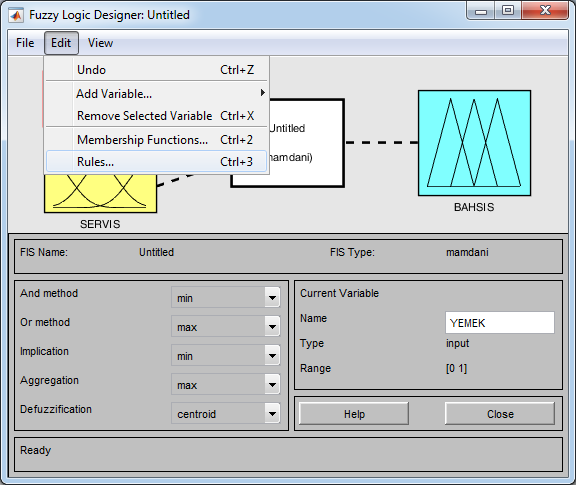 Fuzzy Logic Designer: Untitled
File Edit View
Undo Ctrl+Z
Add Variable...
Remove Selected Variable Ctrl+X
Membership Functions... Ctrl+2
Rules... Ctrl+3
Untitled
(mamdani)
SERVIS
BAHSIS
FIS Name: Untitled FIS Type: mamdani
And method min
Or method max
Implication min
Aggregation max
Defuzzification centroid
Current Variable
Name YEMEK
Type input
Range [0 1]
Help Close
Ready